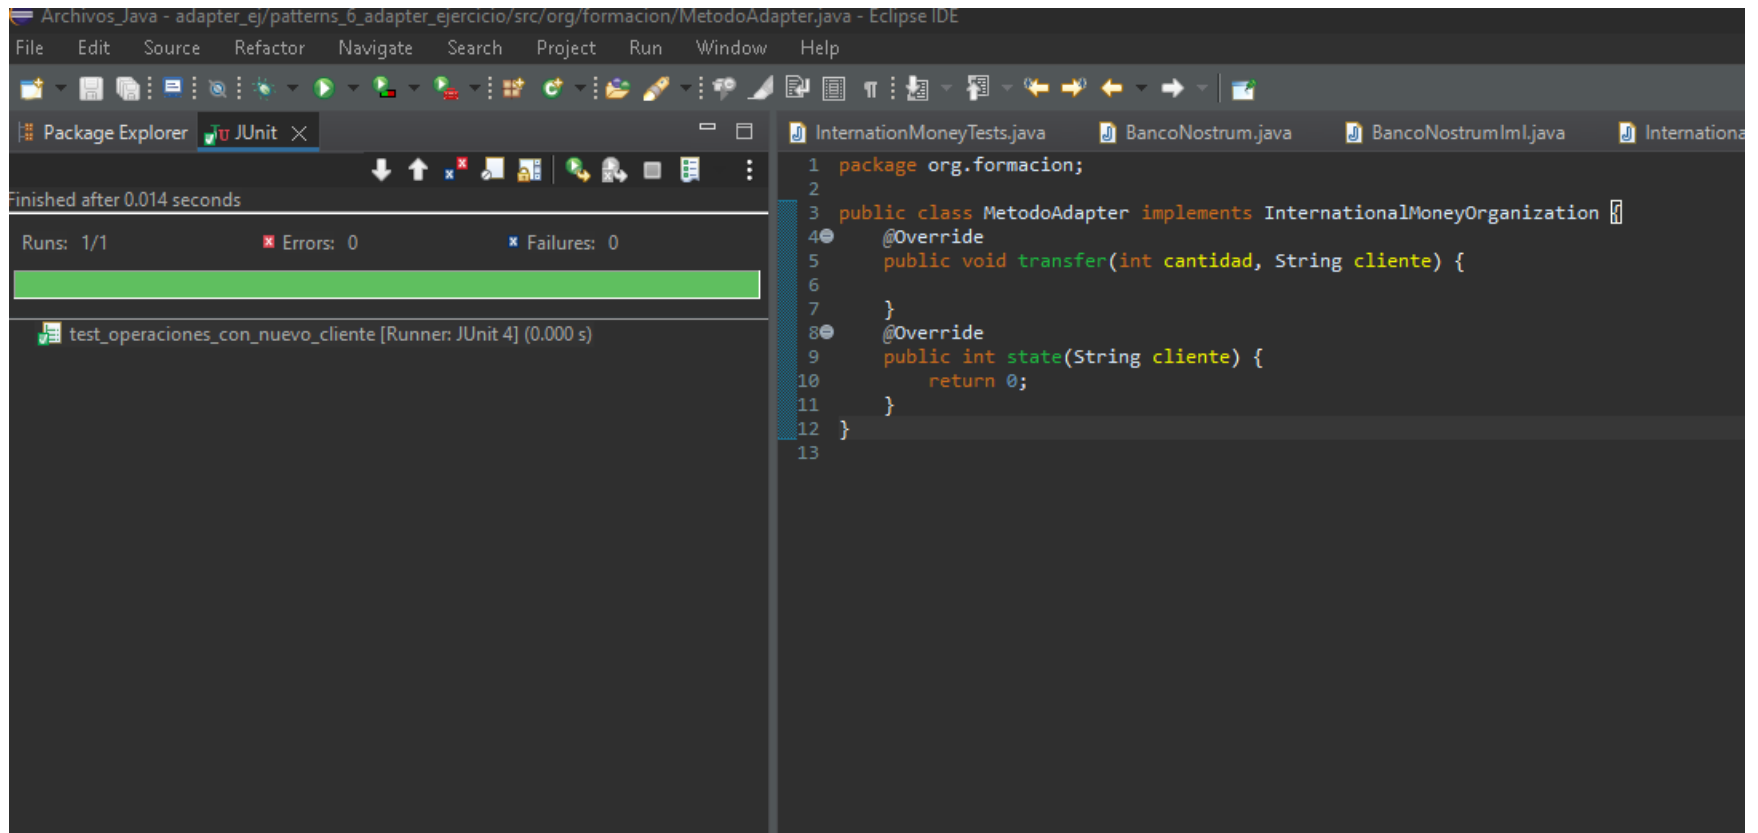 Archivos_Java - adapter_ej/patterns_6_adapter_ejercicio/src/org/formacion/MetodoAdapter.java - Eclipse IDE
File Edit Source Refactor Navigate Search Project Run Window Help
Package Explorer JUnit
InternationMoneyTests.java BancoNostrum.java BancoNostrumIml.java Internationa
Finished after 0.014 seconds
Runs: 1/1 Errors: 0 Failures: 0
test_operaciones_con_nuevo_cliente [Runner: JUnit 4] (0.000 s)
1 package org.formacion;
2
3 public class MetodoAdapter implements InternationalMoneyOrganization {
4 @Override
5 public void transfer(int cantidad, String cliente) {
6
7 }
8 @Override
9 public int state(String cliente) {
10 return 0;
11 }
12 }
13